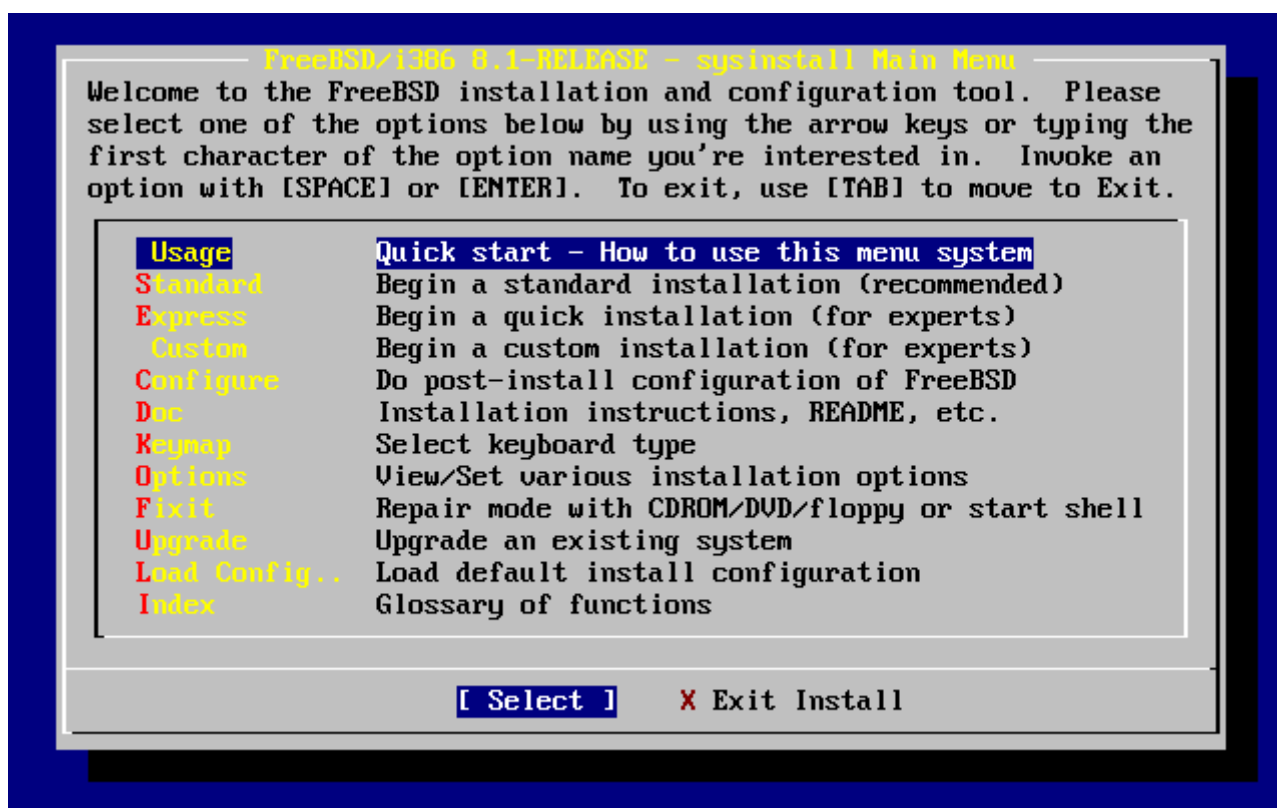 FreeBSD/i386 8.1-RELEASE - sysinstall Main Menu
Welcome to the FreeBSD installation and configuration tool.  Please
select one of the options below by using the arrow keys or typing the
first character of the option name you're interested in.  Invoke an
option with [SPACE] or [ENTER].  To exit, use [TAB] to move to Exit.
Usage Quick start - How to use this menu system
Standard Begin a standard installation (recommended)
Express Begin a quick installation (for experts)
Custom Begin a custom installation (for experts)
Configure Do post-install configuration of FreeBSD
Doc Installation instructions, README, etc.
Keymap Select keyboard type
Options View/Set various installation options
Fixit Repair mode with CDROM/DVD/floppy or start shell
Upgrade Upgrade an existing system
Load Config.. Load default install configuration
Index Glossary of functions
[ Select ] X Exit Install